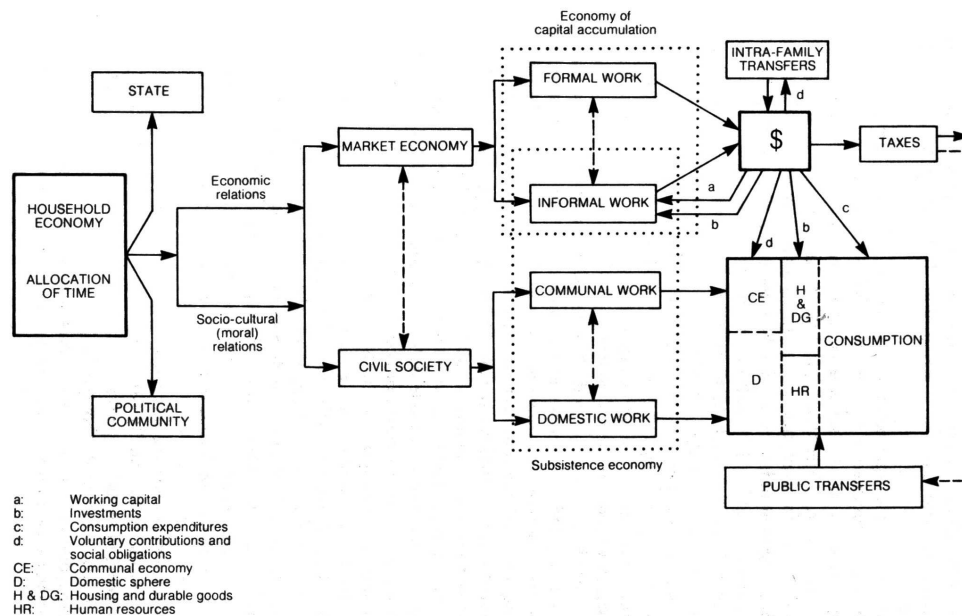 Economy of
capital accumulation
INTRA-FAMILY
TRANSFERS
STATE
FORMAL WORK
d
$
MARKET ECONOMY
TAXES
Economic
relations
HOUSEHOLD
ECONOMY
ALLOCATION
OF TIME
INFORMAL WORK
a
b
d
b
c
COMMUNAL WORK
CE
H
&
DG
CONSUMPTION
Socio-cultural
(moral)
relations
CIVIL SOCIETY
D
HR
POLITICAL
COMMUNITY
DOMESTIC WORK
Subsistence economy
PUBLIC TRANSFERS
a: Working capital
b: Investments
c: Consumption expenditures
d: Voluntary contributions and
social obligations
CE: Communal economy
D: Domestic sphere
H & DG: Housing and durable goods
HR: Human resources